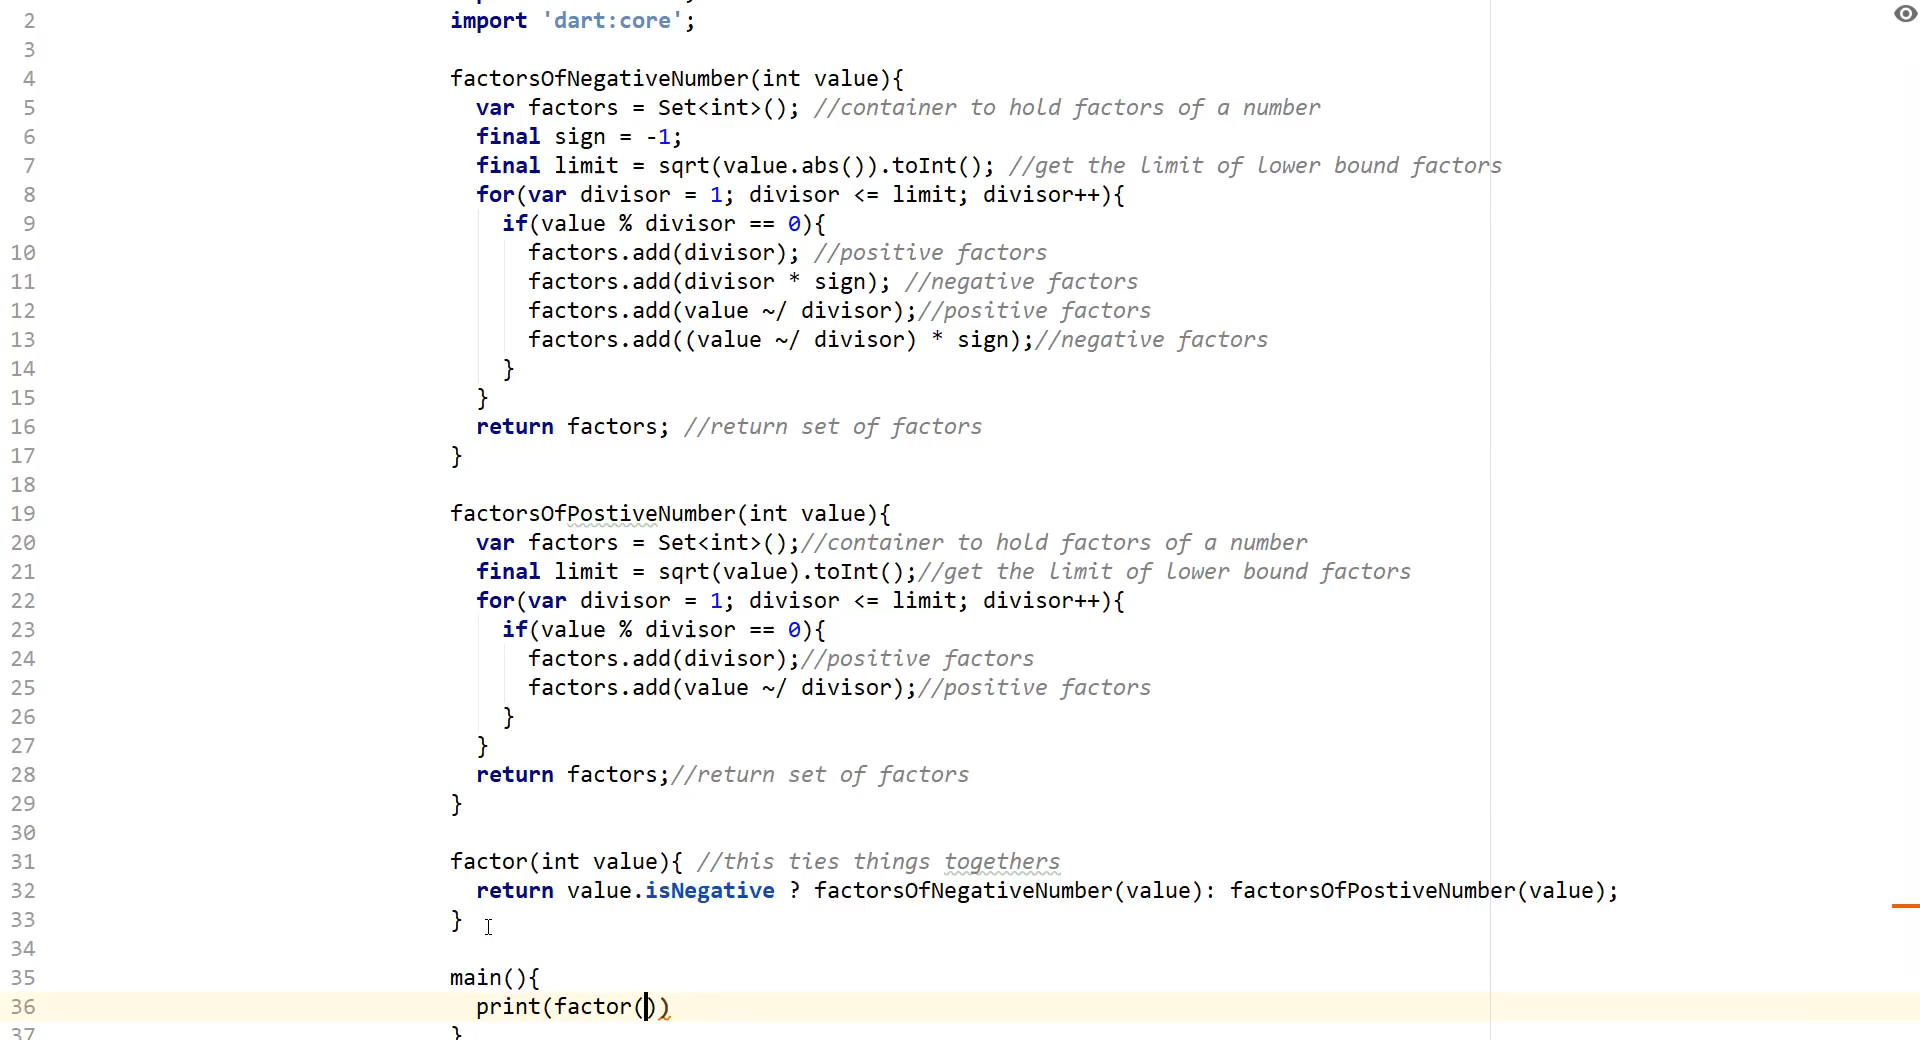 2 import 'dart:core';
3
4 factorsOfNegativeNumber(int value){
5 var factors = Set<int>(); //container to hold factors of a number
6 final sign = -1;
7 final limit = sqrt(value.abs()).toInt(); //get the limit of lower bound factors
8 for(var divisor = 1; divisor <= limit; divisor++){
9 if(value % divisor == 0){
10 factors.add(divisor); //positive factors
11 factors.add(divisor * sign); //negative factors
12 factors.add(value ~/ divisor);//positive factors
13 factors.add((value ~/ divisor) * sign);//negative factors
14 }
15 }
16 return factors; //return set of factors
17 }
18
19 factorsOfPostiveNumber(int value){
20 var factors = Set<int>();//container to hold factors of a number
21 final limit = sqrt(value).toInt();//get the limit of lower bound factors
22 for(var divisor = 1; divisor <= limit; divisor++){
23 if(value % divisor == 0){
24 factors.add(divisor);//positive factors
25 factors.add(value ~/ divisor);//positive factors
26 }
27 }
28 return factors;//return set of factors
29 }
30
31 factor(int value){ //this ties things togethers
32 return value.isNegative ? factorsOfNegativeNumber(value): factorsOfPostiveNumber(value);
33 }
34
35 main(){
36 print(factor())
37 }